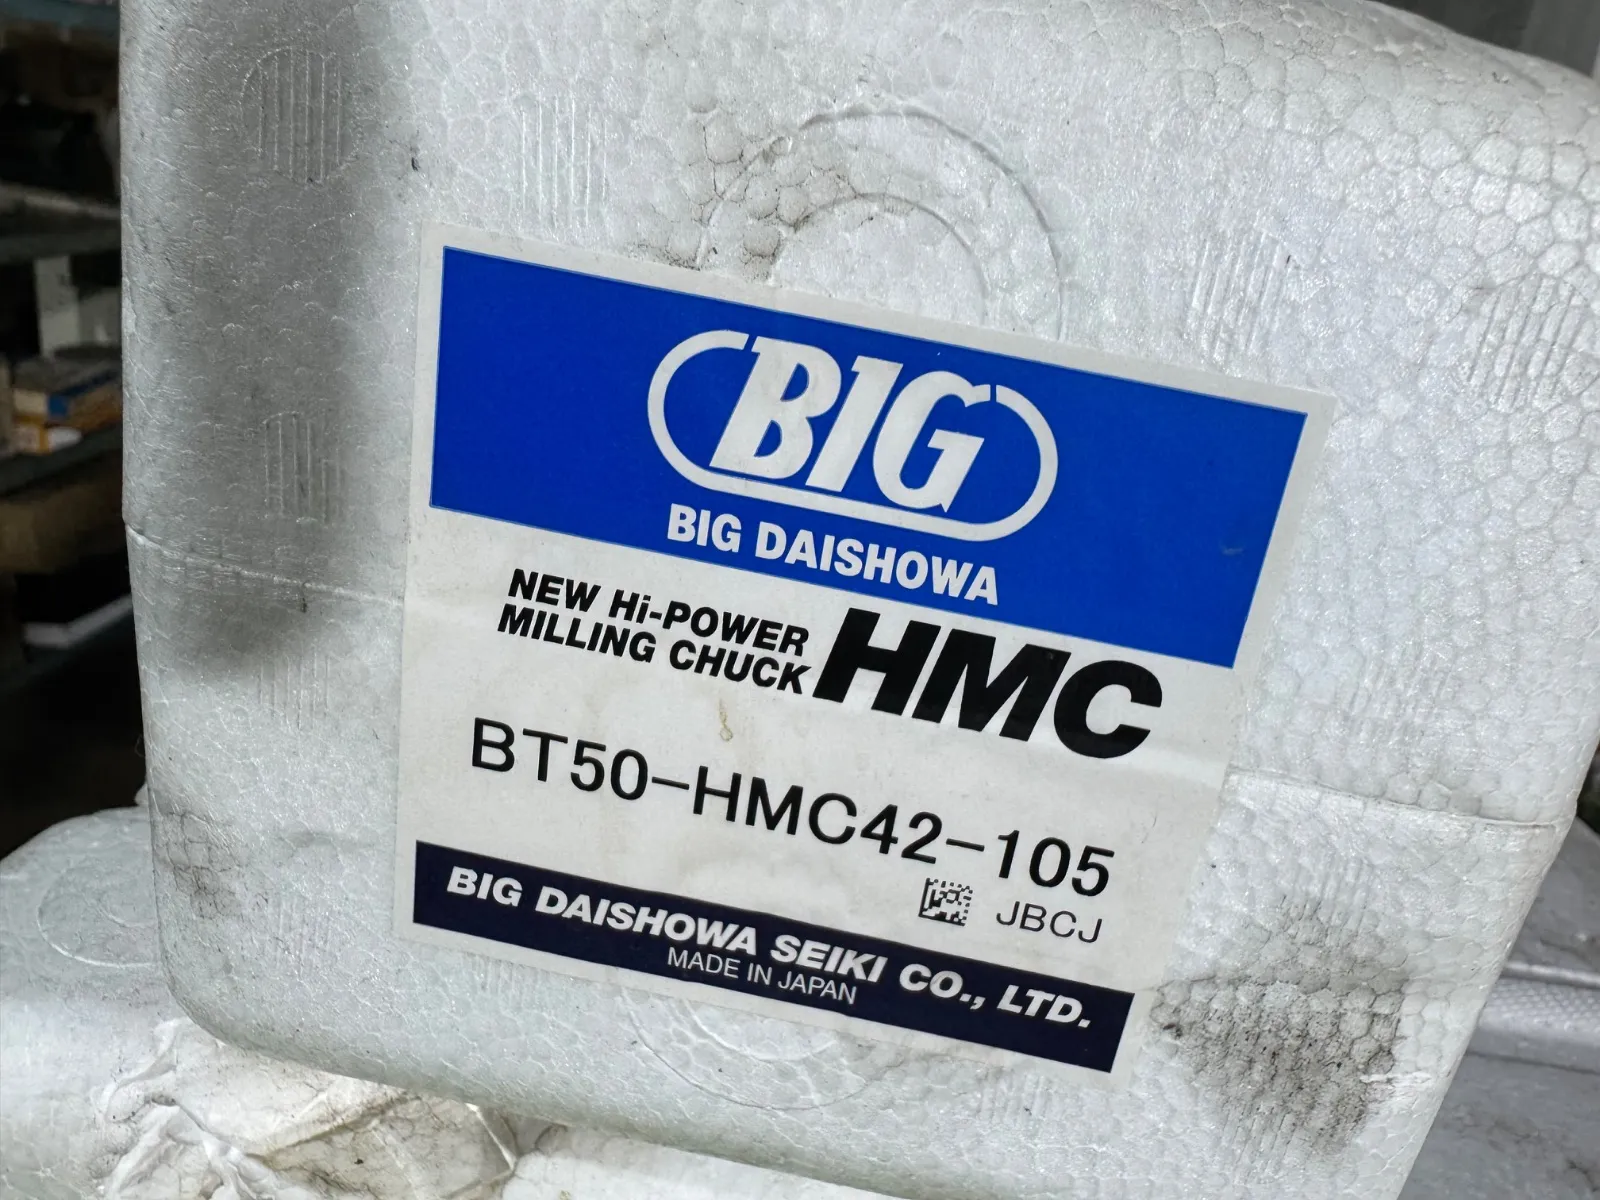 BIG
BIG DAISHOWA
NEW Hi-POWER
MILLING CHUCK
HMC
BT50-HMC42-105
JBCJ
BIG DAISHOWA SEIKI CO., LTD.
MADE IN JAPAN